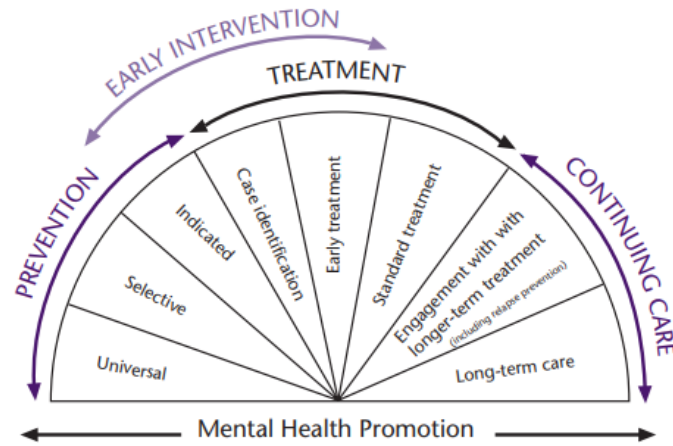 EARLY INTERVENTION
TREATMENT
PREVENTION
CONTINUING CARE
Universal
Selective
Indicated
Case identification
Early treatment
Standard treatment
Engagement with with
longer-term treatment
(including relapse prevention)
Long-term care
Mental Health Promotion